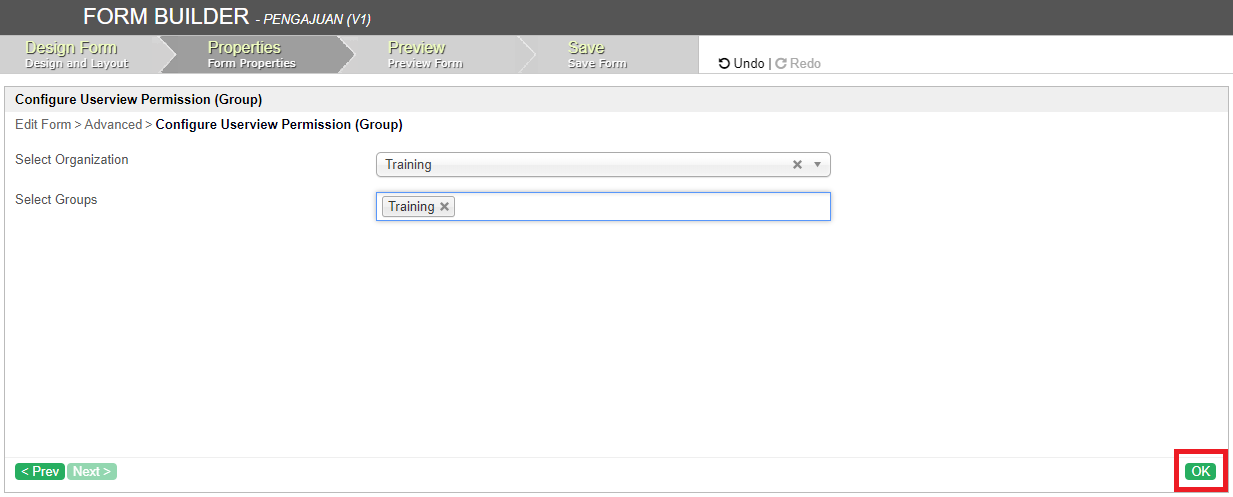 FORM BUILDER - PENGAJUAN (V1)
Design Form
Design and Layout
Properties
Form Properties
Preview
Preview Form
Save
Save Form
Undo | Redo
Configure Userview Permission (Group)
Edit Form > Advanced > Configure Userview Permission (Group)
Select Organization
Training
Select Groups
Training
< Prev
Next >
OK